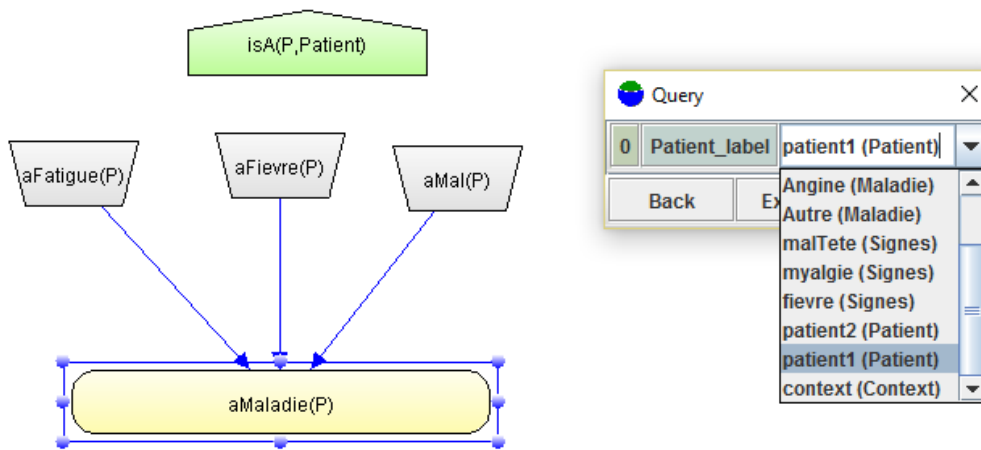 isA(P,Patient)
aFatigue(P)
aFievre(P)
aMal(P)
aMaladie(P)
Query
0 Patient_label patient1 (Patient)
Back Ex
Angine (Maladie)
Autre (Maladie)
malTete (Signes)
myalgie (Signes)
fievre (Signes)
patient2 (Patient)
patient1 (Patient)
context (Context)